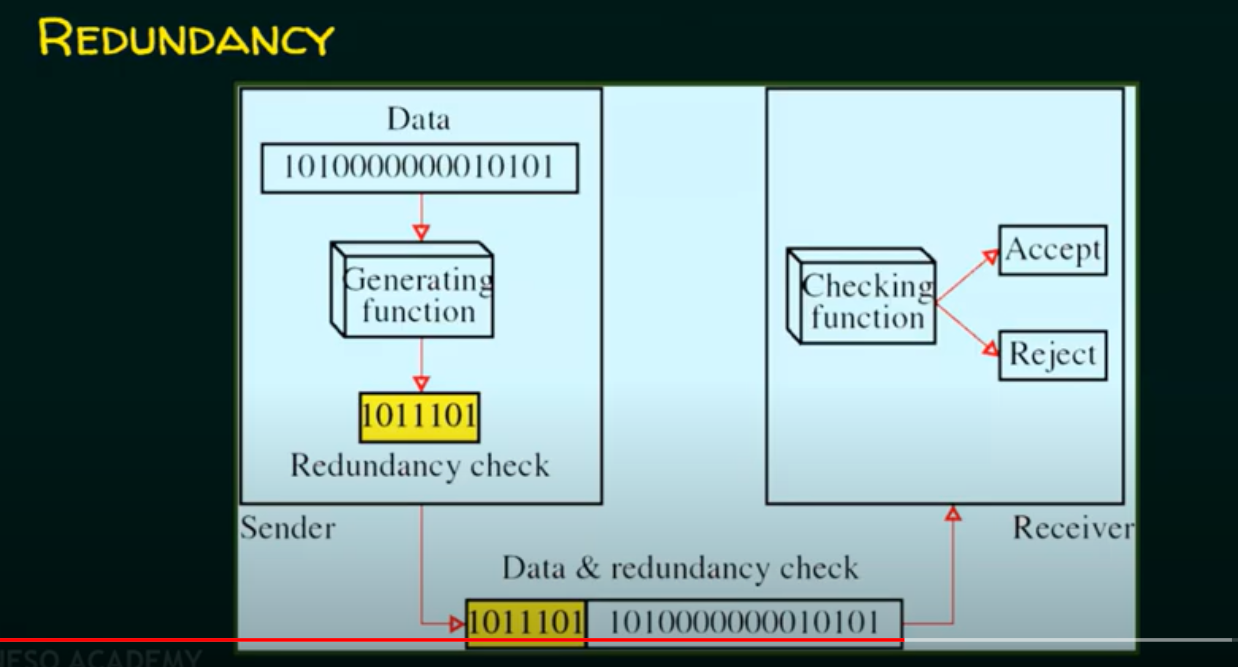 REDUNDANCY
Data
1010000000010101
Generating
function
1011101
Redundancy check
Sender
Checking
function
Accept
Reject
Receiver
Data & redundancy check
1011101 1010000000010101
NESO ACADEMY